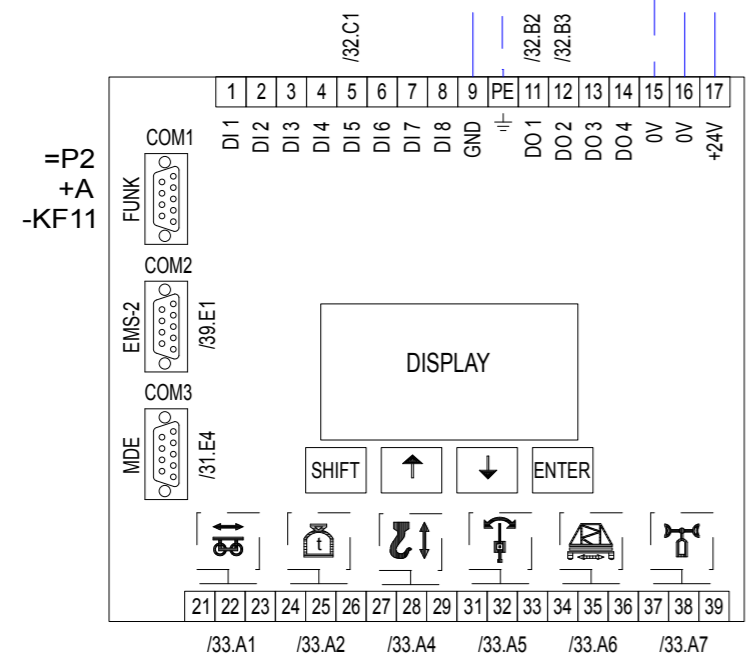 /32.C1 /32.B2 /32.B3
1 2 3 4 5 6 7 8 9 PE 11 12 13 14 15 16 17
DI 1 DI 2 DI 3 DI 4 DI 5 DI 6 DI 7 DI 8 GND DO 1 DO 2 DO 3 DO 4 0V 0V +24V
=P2
+A
-KF11
COM1
FUNK
COM2
EMS-2 /39.E1
COM3
MDE /31.E4
DISPLAY
SHIFT ENTER
t
21 22 23 24 25 26 27 28 29 31 32 33 34 35 36 37 38 39
/33.A1 /33.A2 /33.A4 /33.A5 /33.A6 /33.A7